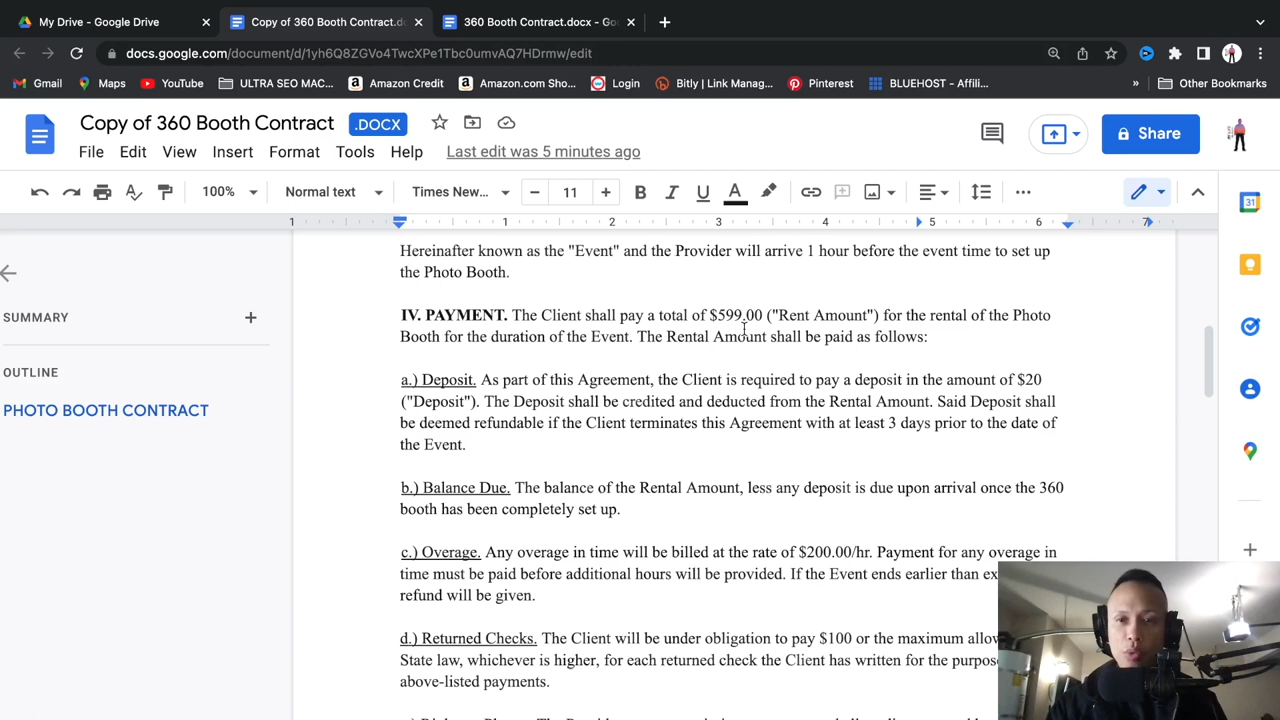 My Drive - Google Drive
Copy of 360 Booth Contract.do
360 Booth Contract.docx - Go
docs.google.com/document/d/1yh6Q8ZGVo4TwcXPe1Tbc0umvAQ7HDrmw/edit
Gmail
Maps
YouTube
ULTRA SEO MAC...
Amazon Credit
Amazon.com Sho...
Login
Bitly | Link Manag...
Pinterest
BLUEHOST - Affili...
»
Other Bookmarks
Copy of 360 Booth Contract
.DOCX
Share
File Edit View Insert Format Tools Help Last edit was 5 minutes ago
100% Normal text Times New... 11 B I U A
1 1 2 3 4 5 6 7
31
Hereinafter known as the "Event" and the Provider will arrive 1 hour before the event time to set up
the Photo Booth.
SUMMARY
OUTLINE
PHOTO BOOTH CONTRACT
IV. PAYMENT. The Client shall pay a total of $599.00 ("Rent Amount") for the rental of the Photo
Booth for the duration of the Event. The Rental Amount shall be paid as follows:
a.) Deposit. As part of this Agreement, the Client is required to pay a deposit in the amount of $20
("Deposit"). The Deposit shall be credited and deducted from the Rental Amount. Said Deposit shall
be deemed refundable if the Client terminates this Agreement with at least 3 days prior to the date of
the Event.
b.) Balance Due. The balance of the Rental Amount, less any deposit is due upon arrival once the 360
booth has been completely set up.
c.) Overage. Any overage in time will be billed at the rate of $200.00/hr. Payment for any overage in
time must be paid before additional hours will be provided. If the Event ends earlier than ex
refund will be given.
d.) Returned Checks. The Client will be under obligation to pay $100 or the maximum allow
State law, whichever is higher, for each returned check the Client has written for the purpos
above-listed payments.